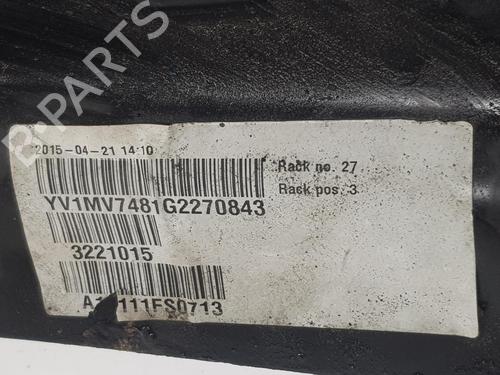 2015-04-21 14:10
Rack no. 27
Rack pos. 3
YV1MV7481G2270843
3221015
B-PARTS